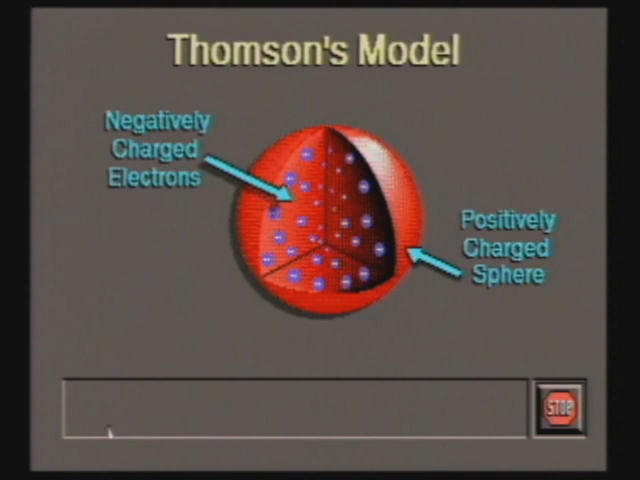 Thomson's Model
Negatively
Charged
Electrons
Positively
Charged
Sphere
STOP